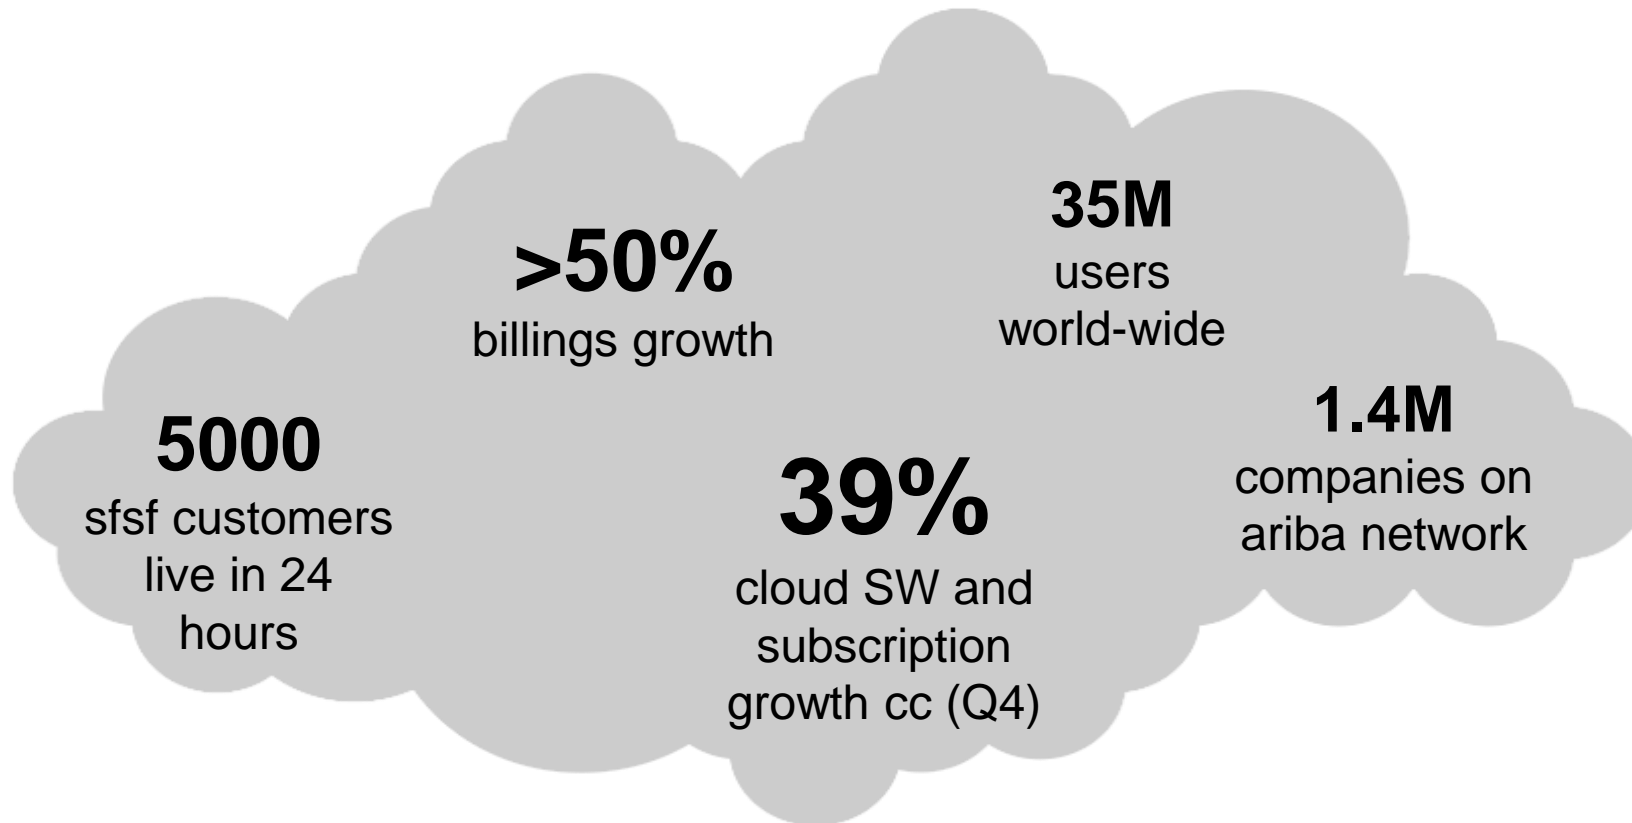 >50%
billings growth
35M
users
world-wide
5000
sfsf customers
live in 24
hours
39%
cloud SW and
subscription
growth cc (Q4)
1.4M
companies on
ariba network